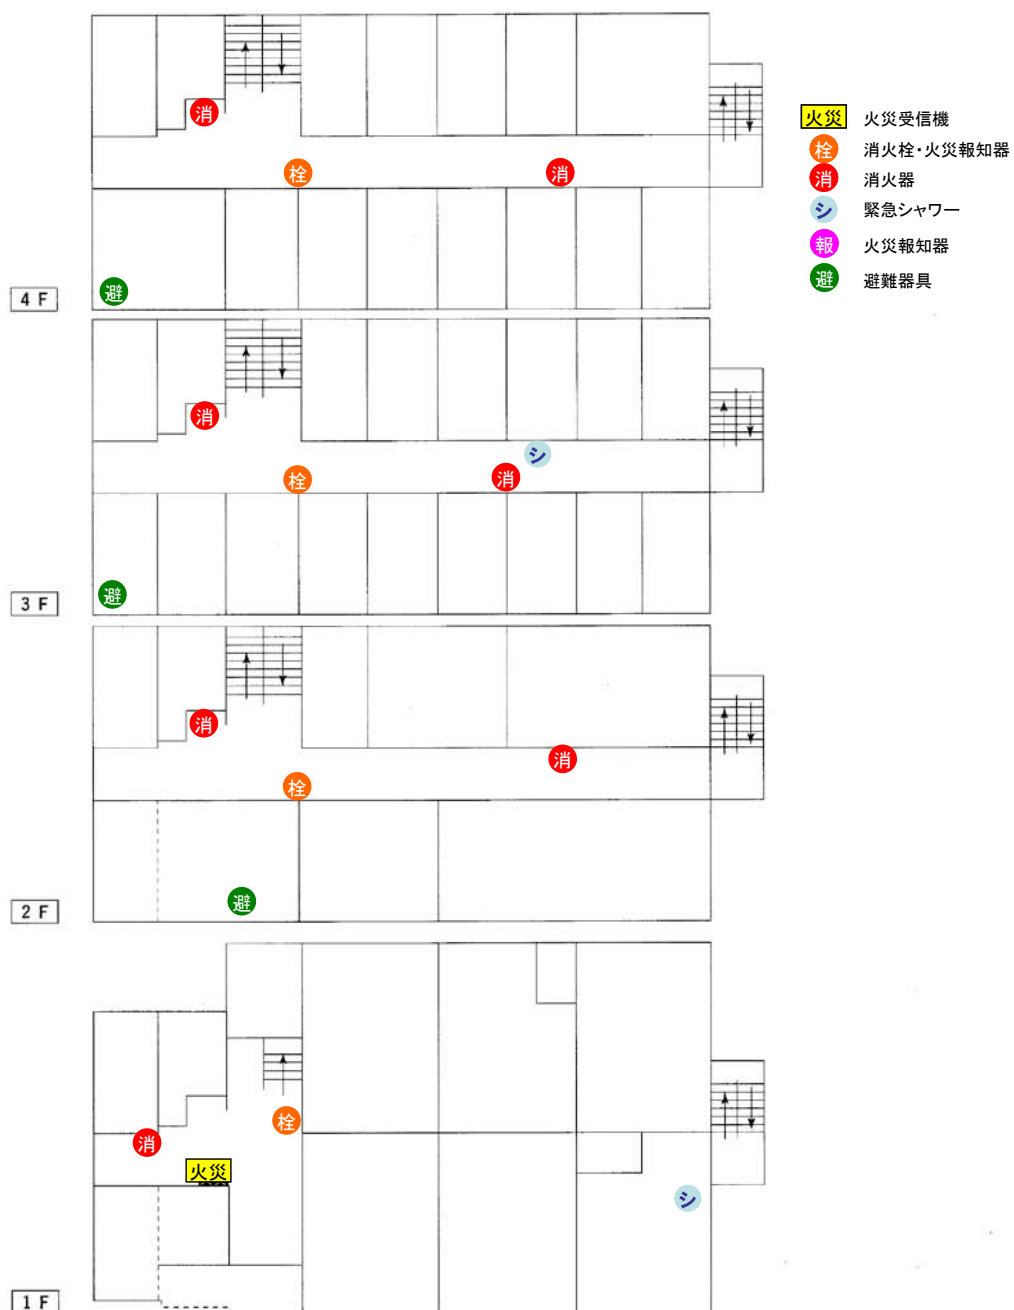 消
栓
消
避
4 F
消
シ
消
栓
避
3 F
消
消
栓
避
2 F
栓
消
火災
シ
1 F
火災 火災受信機
栓 消火栓・火災報知器
消 消火器
シ 緊急シャワー
報 火災報知器
避 避難器具